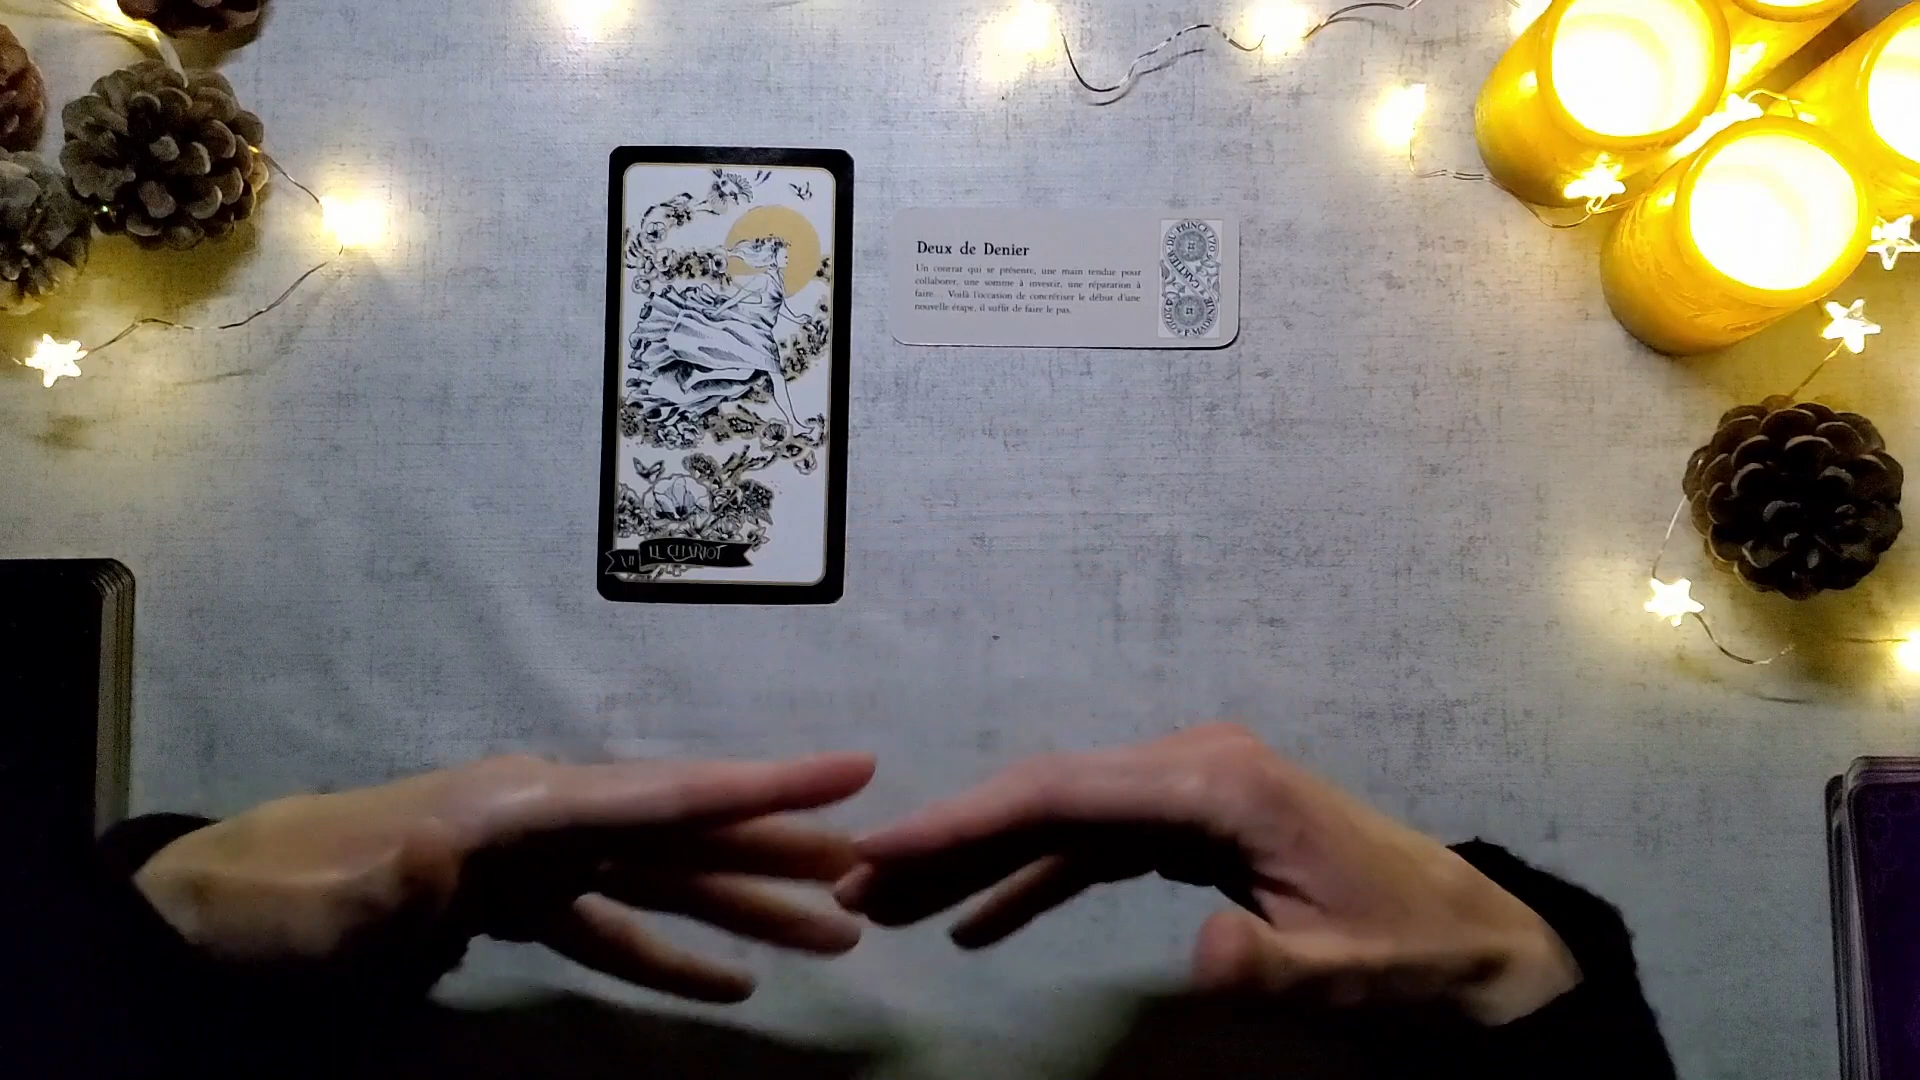 VII LE CHARIOT
Deux de Denier
Un contrat qui se présente, une main tendue pour
collaborer, une somme à investir, une réparation à
faire... Voilà l'occasion de concrétiser le début d'une
nouvelle étape, il suffit de faire le pas.